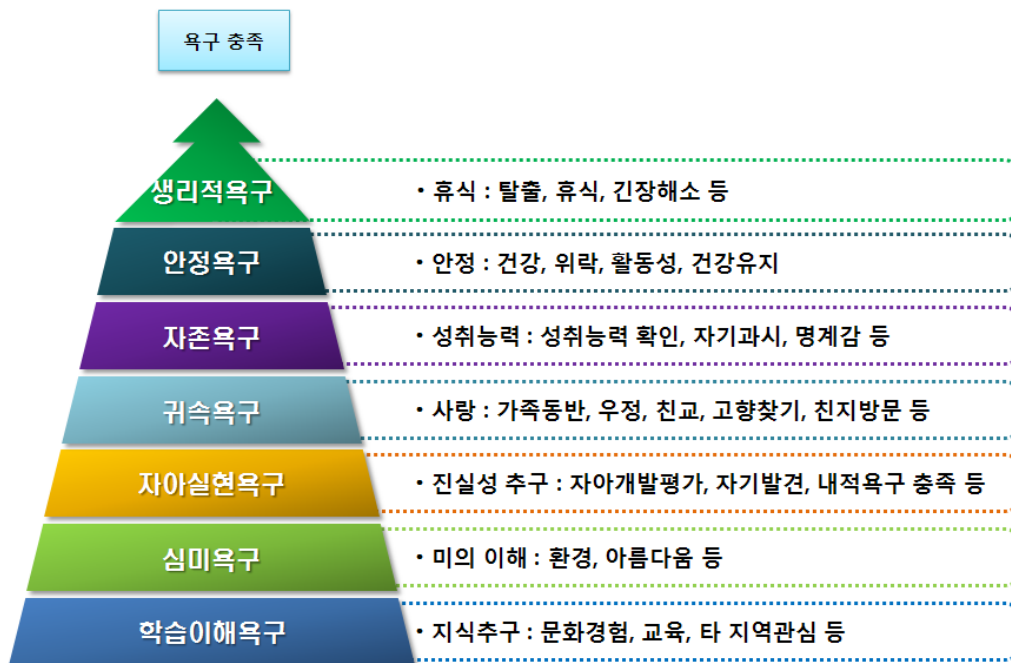 욕구 충족
생리적욕구
• 휴식 : 탈출, 휴식, 긴장해소 등
안정욕구
• 안정 : 건강, 위락, 활동성, 건강유지
자존욕구
• 성취능력 : 성취능력 확인, 자기과시, 명계감 등
귀속욕구
• 사랑 : 가족동반, 우정, 친교, 고향찾기, 친지방문 등
자아실현욕구
• 진실성 추구 : 자아개발평가, 자기발견, 내적욕구 충족 등
심미욕구
• 미의 이해 : 환경, 아름다움 등
학습이해욕구
• 지식추구 : 문화경험, 교육, 타 지역관심 등